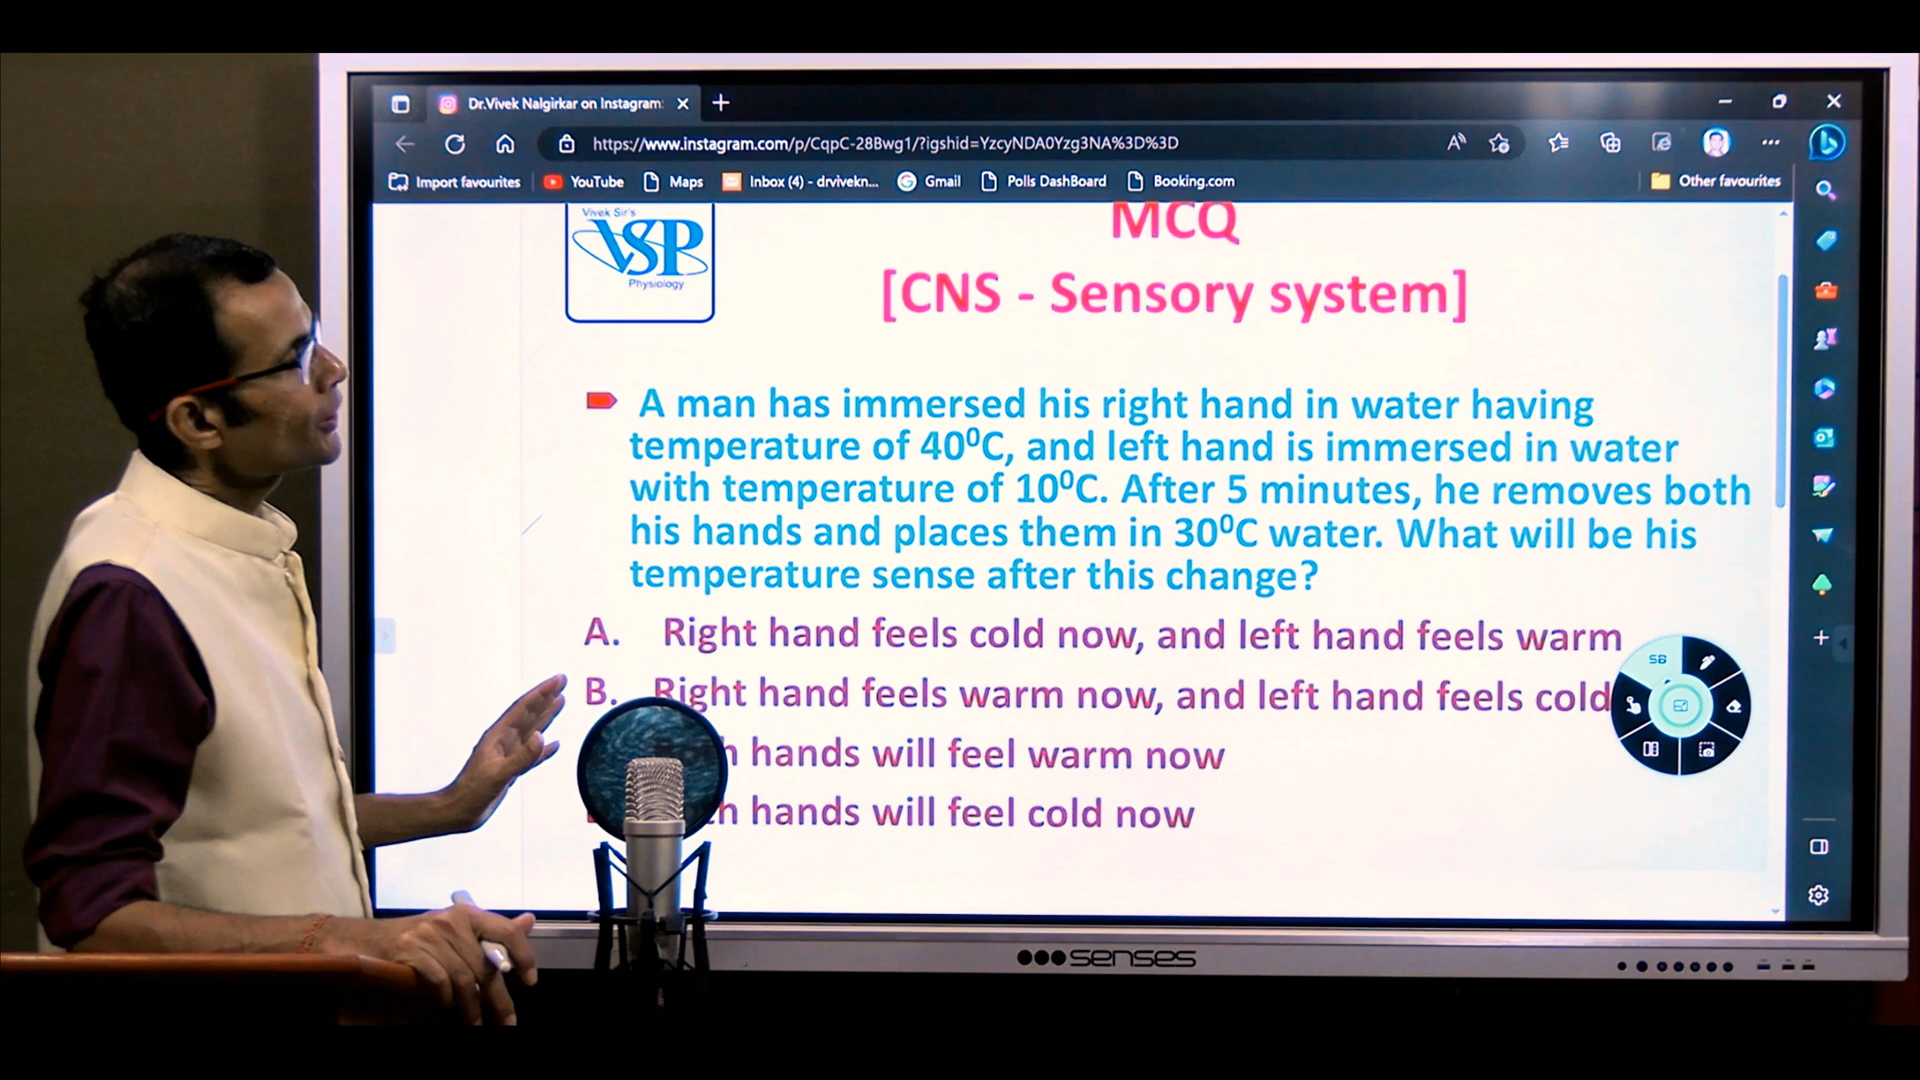 Dr.Vivek Nalgirkar on Instagram:
https://www.instagram.com/p/CqpC-28Bwg1/?igshid=YzcyNDA0Yzg3NA%3D%3D
Import favourites YouTube Maps Inbox (4) - drvivekn... Gmail Polls DashBoard Booking.com Other favourites
Vivek Sir's
VSP
Physiology
MCQ
[CNS - Sensory system]
A man has immersed his right hand in water having
temperature of 40⁰C, and left hand is immersed in water
with temperature of 10⁰C. After 5 minutes, he removes both
his hands and places them in 30⁰C water. What will be his
temperature sense after this change?
A. Right hand feels cold now, and left hand feels warm
B. Right hand feels warm now, and left hand feels cold
hands will feel warm now
hands will feel cold now
senses